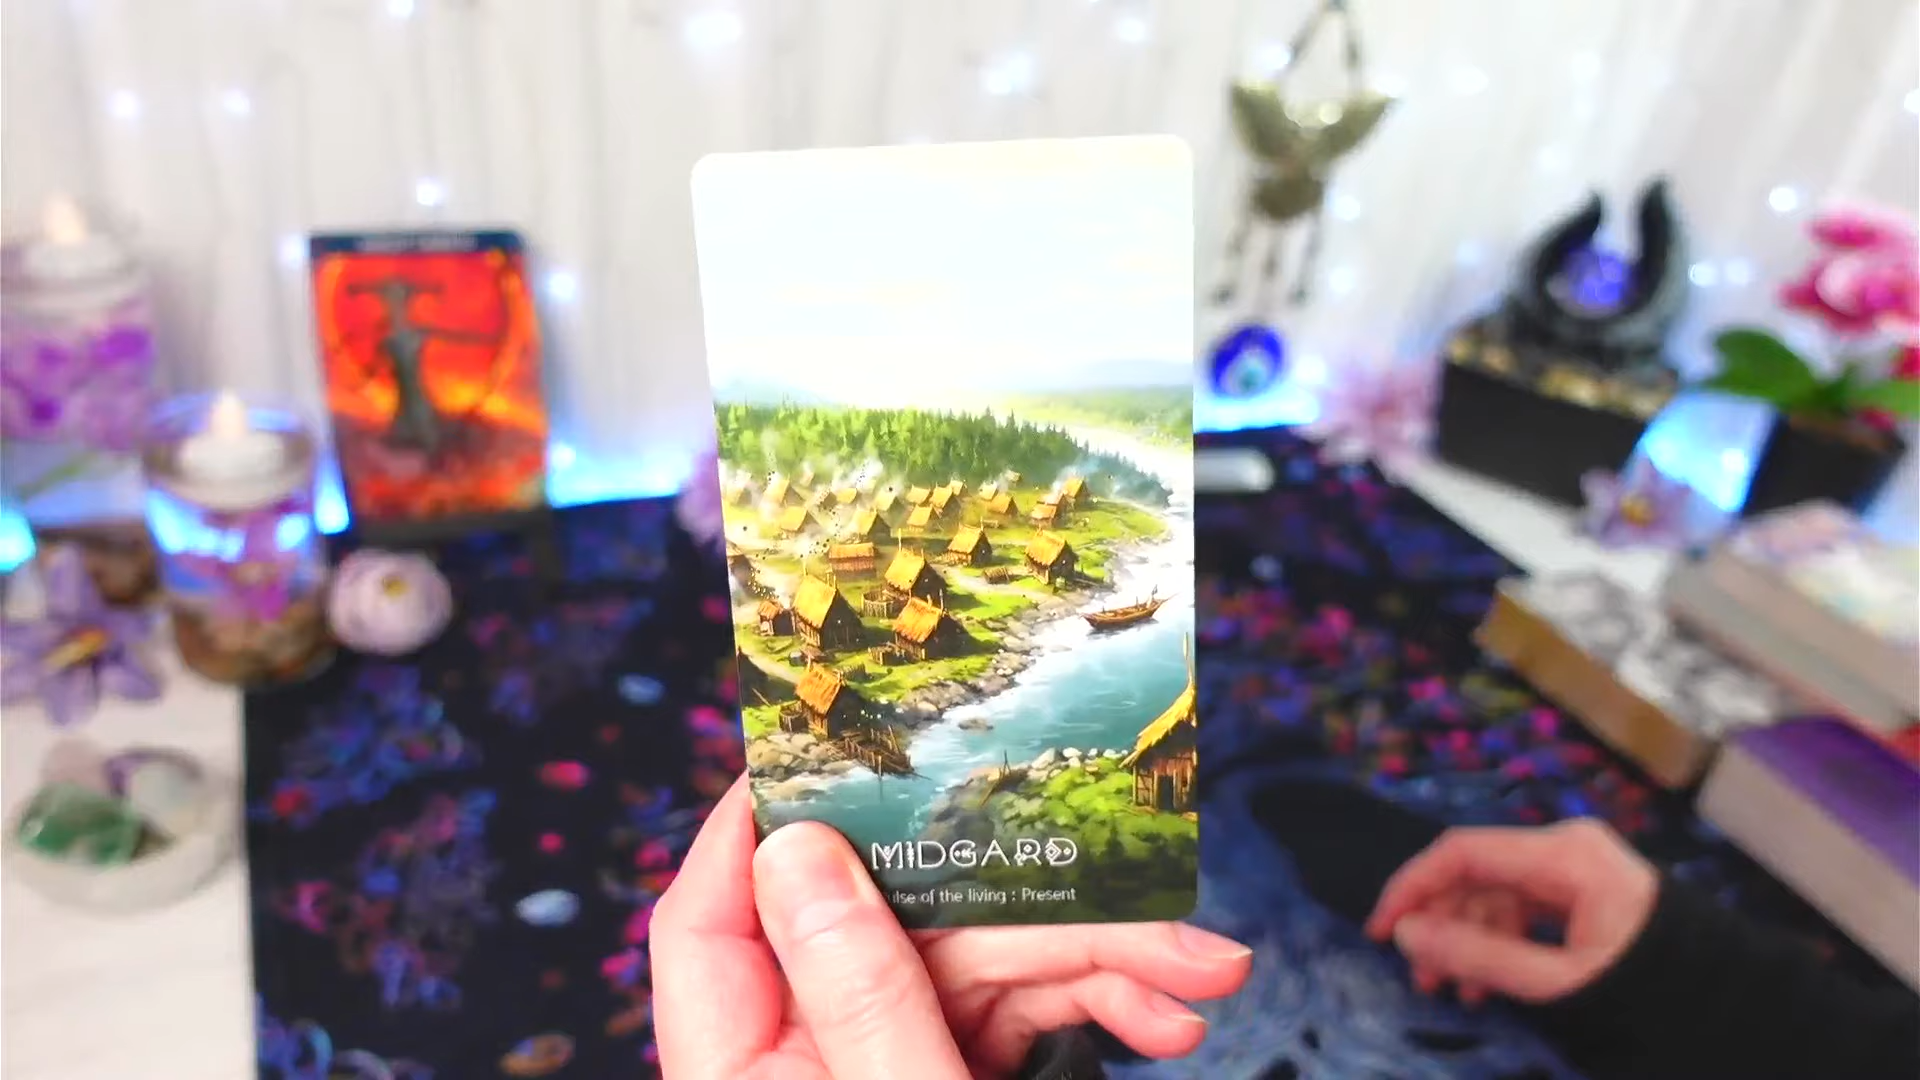 MIDGARD
of the living : Present